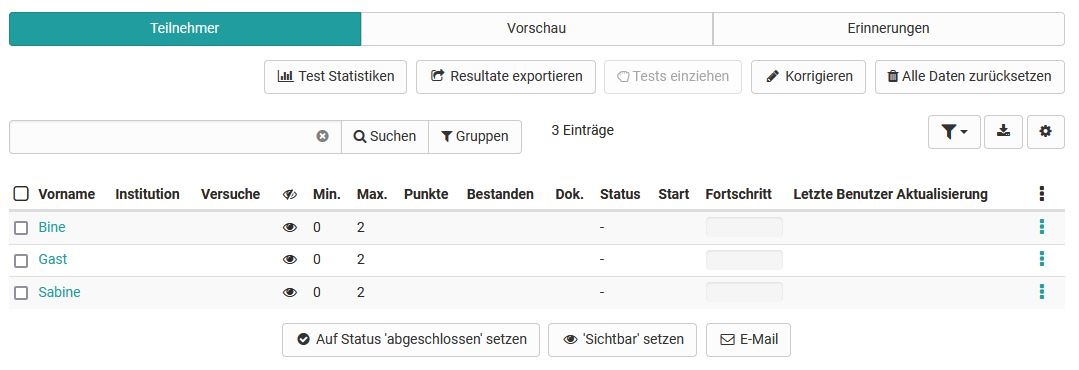 Teilnehmer Vorschau Erinnerungen
Test Statistiken Resultate exportieren Tests einziehen Korrigieren Alle Daten zurücksetzen
Suchen Gruppen 3 Einträge
Vorname Institution Versuche Min. Max. Punkte Bestanden Dok. Status Start Fortschritt Letzte Benutzer Aktualisierung
Bine 0 2 -
Gast 0 2 -
Sabine 0 2 -
Auf Status 'abgeschlossen' setzen 'Sichtbar' setzen E-Mail